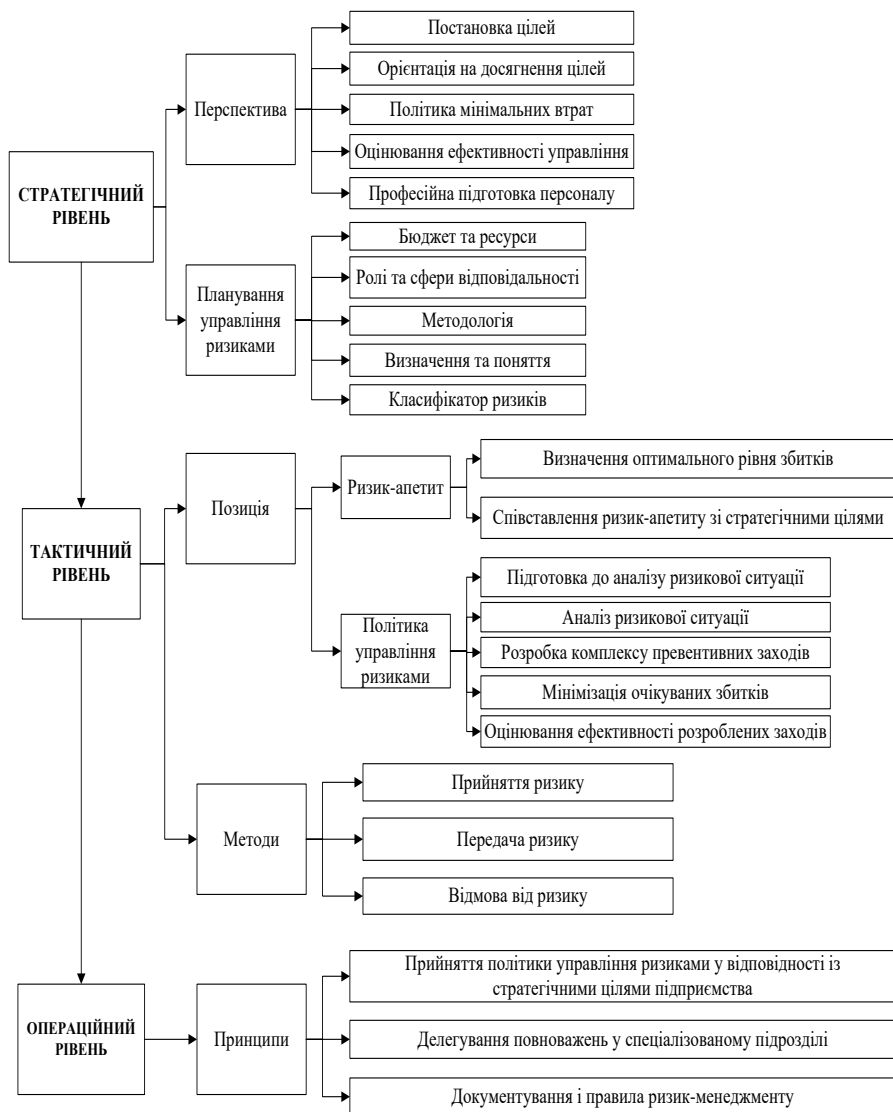 Постановка цілей
Орієнтація на досягнення цілей
Перспектива
Політика мінімальних втрат
Оцінювання ефективності управління
Професійна підготовка персоналу
СТРАТЕГІЧНИЙ
РІВЕНЬ
Бюджет та ресурси
Ролі та сфери відповідальності
Планування
управління
ризиками
Методологія
Визначення та поняття
Класифікатор ризиків
Визначення оптимального рівня збитків
Позиція
Ризик-апетит
Співставлення ризик-апетиту зі стратегічними цілями
ТАКТИЧНИЙ
РІВЕНЬ
Підготовка до аналізу ризикової ситуації
Аналіз ризикової ситуації
Політика
управління
ризиками
Розробка комплексу превентивних заходів
Мінімізація очікуваних збитків
Оцінювання ефективності розроблених заходів
Прийняття ризику
Методи
Передача ризику
Відмова від ризику
Прийняття політики управління ризиками у відповідності із
стратегічними цілями підприємства
ОПЕРАЦІЙНИЙ
РІВЕНЬ
Принципи
Делегування повноважень у спеціалізованому підрозділі
Документування і правила ризик-менеджменту